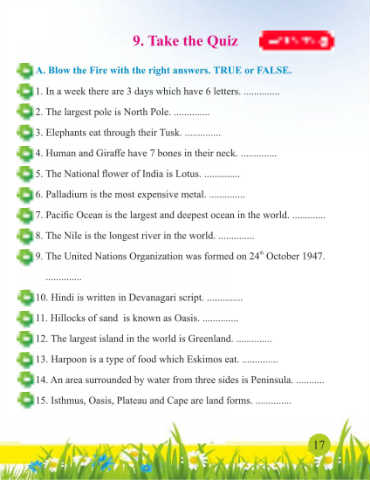 9. Take the Quiz
A. Blow the Fire with the right answers. TRUE or FALSE.
1. In a week there are 3 days which have 6 letters. ..............
2. The largest pole is North Pole. ..............
3. Elephants eat through their Tusk. ..............
4. Human and Giraffe have 7 bones in their neck. ..............
5. The National flower of India is Lotus. ..............
6. Palladium is the most expensive metal. ..............
7. Pacific Ocean is the largest and deepest ocean in the world. .............
8. The Nile is the longest river in the world. ..............
9. The United Nations Organization was formed on 24th October 1947.
..............
10. Hindi is written in Devanagari script. ..............
11. Hillocks of sand is known as Oasis. ..............
12. The largest island in the world is Greenland. ..............
13. Harpoon is a type of food which Eskimos eat. ..............
14. An area surrounded by water from three sides is Peninsula. ...........
15. Isthmus, Oasis, Plateau and Cape are land forms. ..............
17